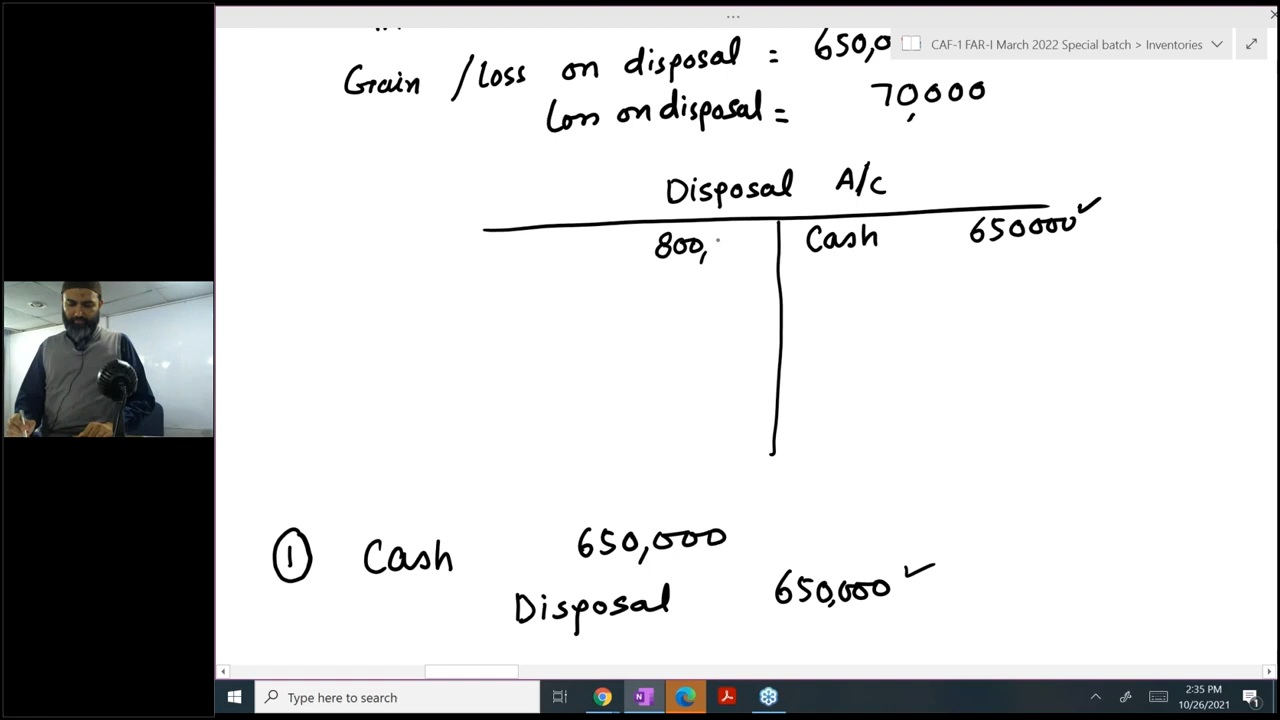 CAF-1 FAR-I March 2022 Special batch > Inventories
Gain /loss on disposal = 650,0
Loss on disposal = 70,000
Disposal A/c
800, Cash 650000 ✓
① Cash 650,000
Disposal 650,000 ✓
Type here to search
2:35 PM
10/26/2021
1